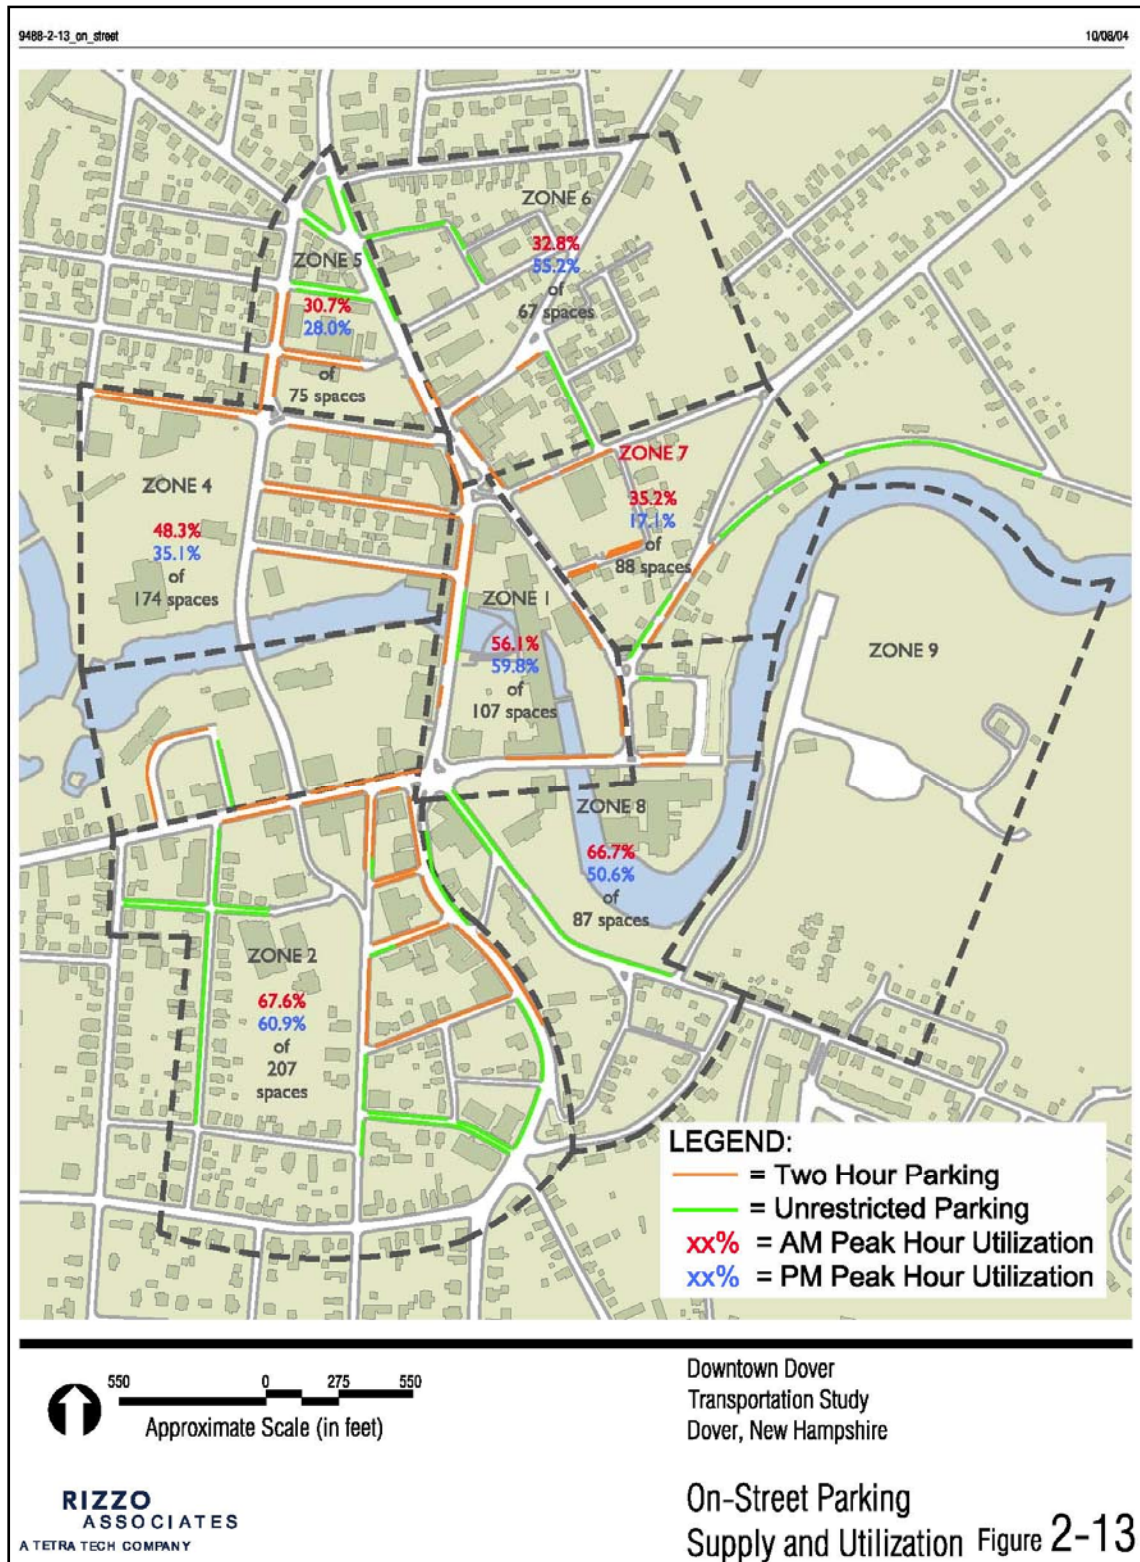 9488-2-13_on_street
10/08/04
ZONE 6
32.8%
55.2%
of
67 spaces
ZONE 5
30.7%
28.0%
of
75 spaces
ZONE 7
35.2%
17.1%
of
88 spaces
ZONE 4
48.3%
35.1%
of
174 spaces
ZONE 1
56.1%
59.8%
of
107 spaces
ZONE 9
ZONE 8
66.7%
50.6%
of
87 spaces
ZONE 2
67.6%
60.9%
of
207
spaces
LEGEND:
= Two Hour Parking
= Unrestricted Parking
xx% = AM Peak Hour Utilization
xx% = PM Peak Hour Utilization
550 0 275 550
Approximate Scale (in feet)
Downtown Dover
Transportation Study
Dover, New Hampshire
RIZZO
ASSOCIATES
A TETRA TECH COMPANY
On-Street Parking
Supply and Utilization Figure 2-13